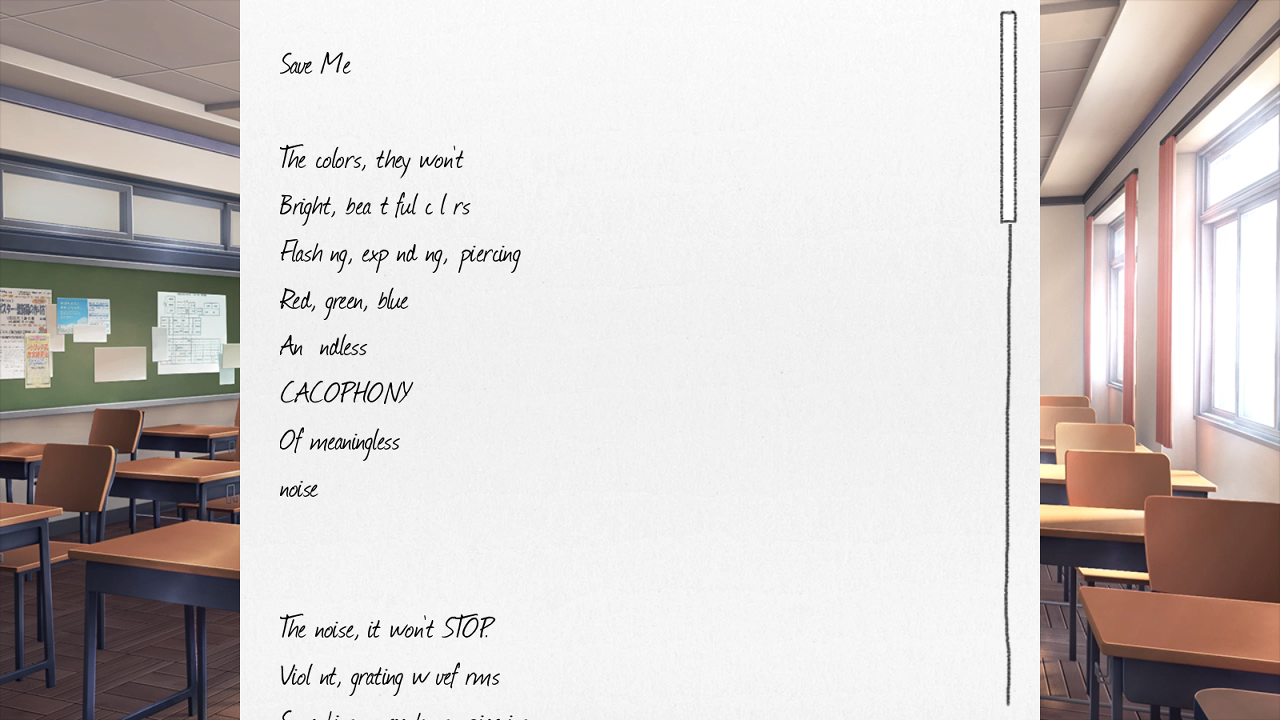 Save Me
The colors, they won't
Bright, bea t ful c l rs
Flash ng, exp nd ng, piercing
Red, green, blue
An  ndless
CACOPHONY
Of meaningless
noise
The noise, it won't STOP.
Viol nt, grating w vef rms